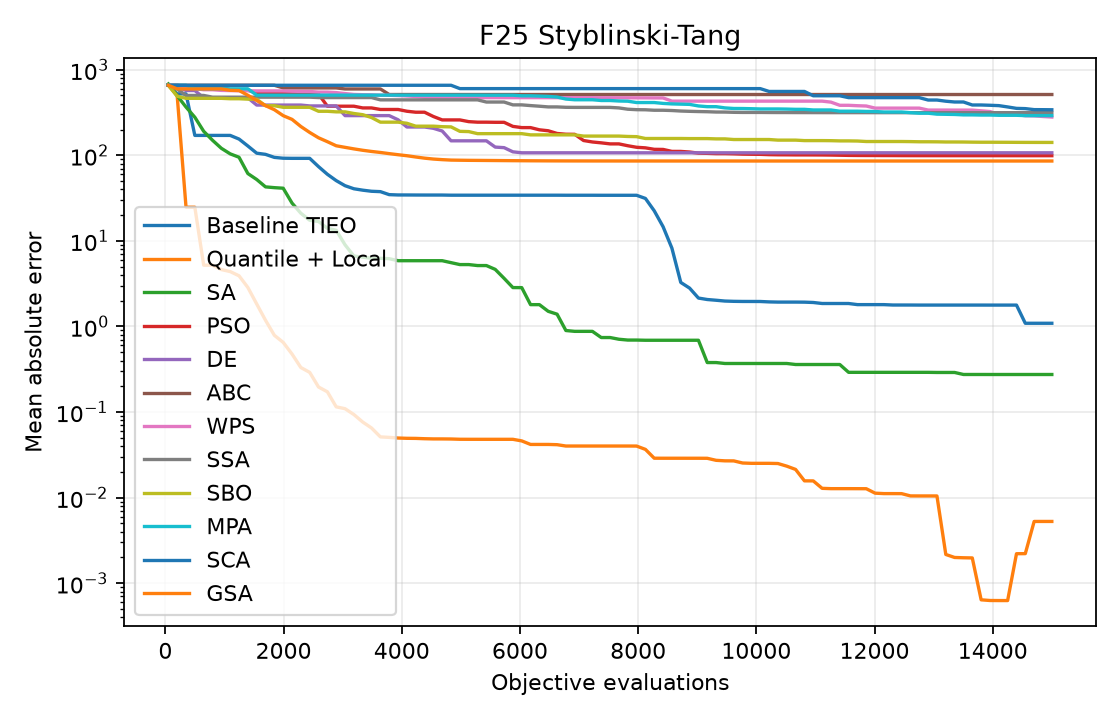 F25 Styblinski-Tang
Mean absolute error
10³
10²
10¹
10⁰
10⁻¹
10⁻²
10⁻³
Baseline TIEO
Quantile + Local
SA
PSO
DE
ABC
WPS
SSA
SBO
MPA
SCA
GSA
0 2000 4000 6000 8000 10000 12000 14000
Objective evaluations